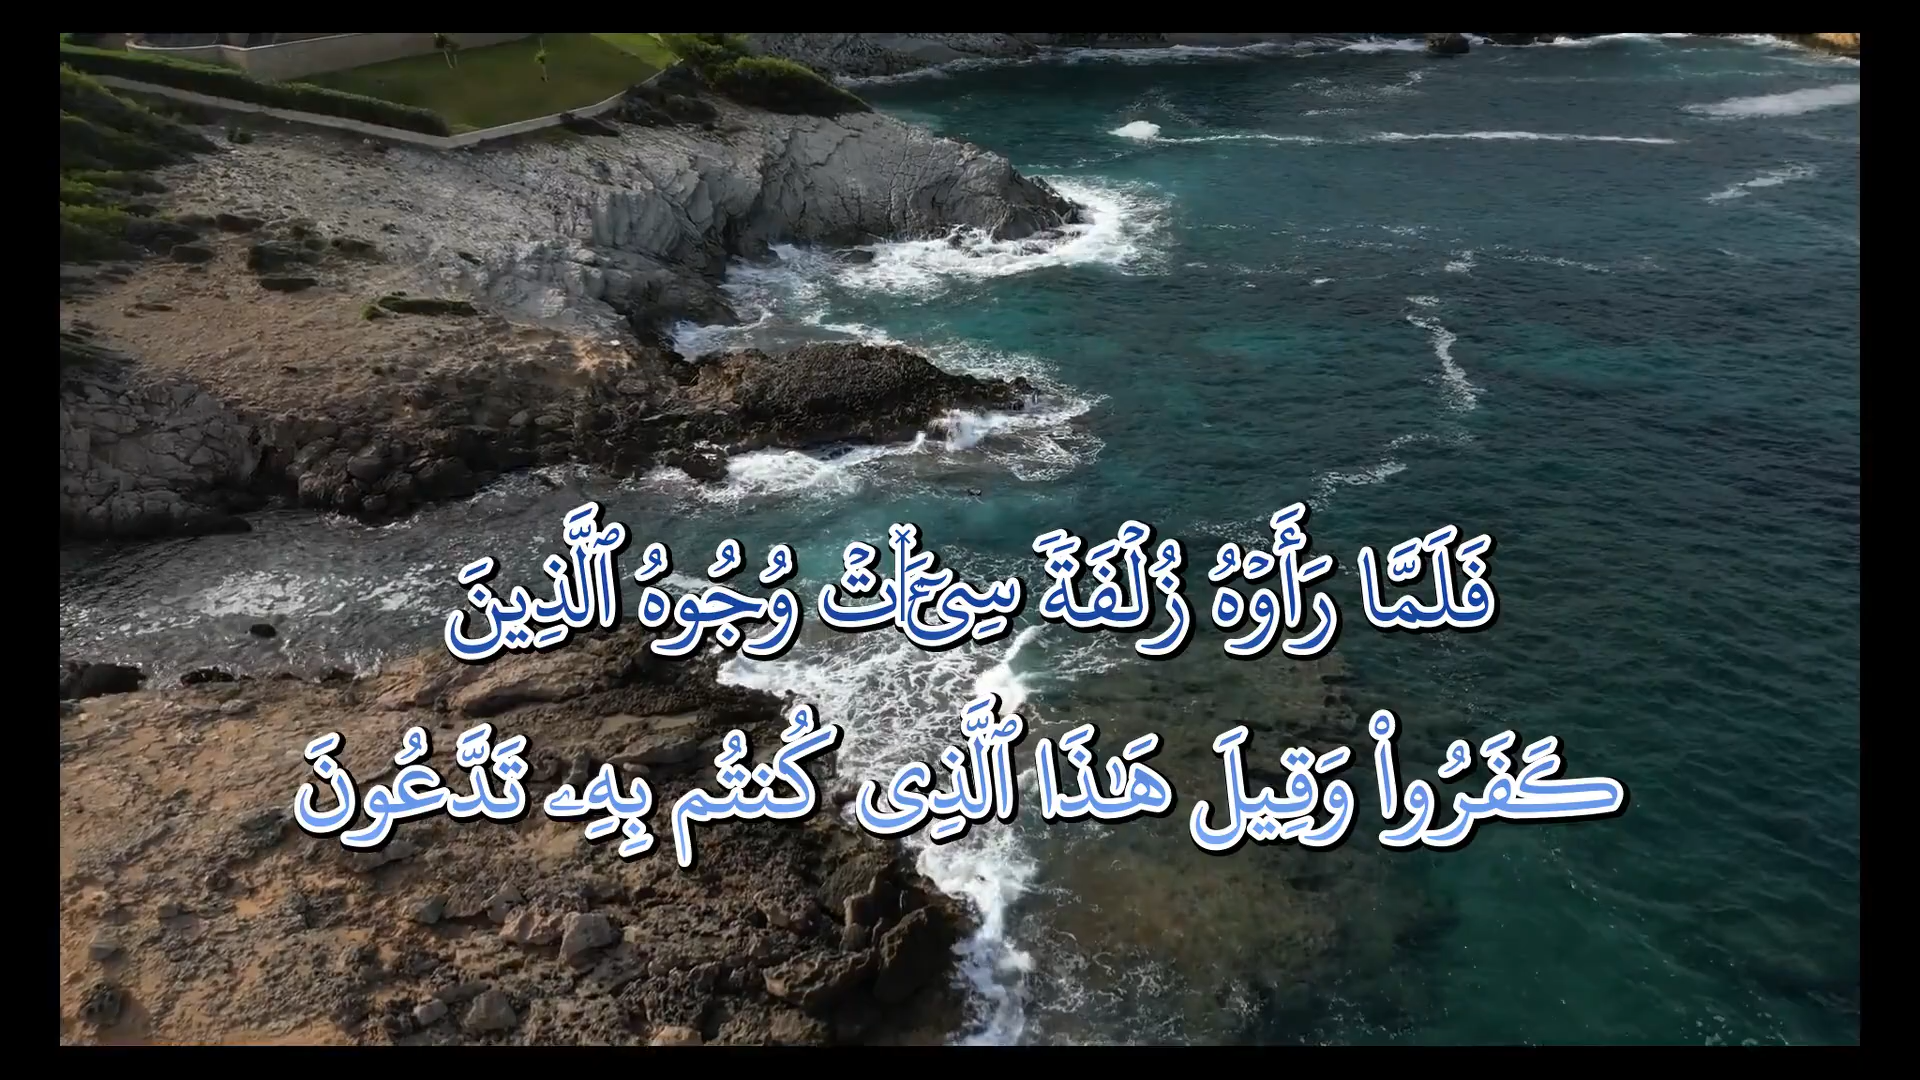 فَلَمَّا رَأَوۡهُ زُلۡفَةَ سِيٓـَٔتۡ وُجُوهُ ٱلَّذِينَ
كَفَرُواْ وَقِيلَ هَٰذَا ٱلَّذِى كُنتُم بِهِۦ تَدَّعُونَ